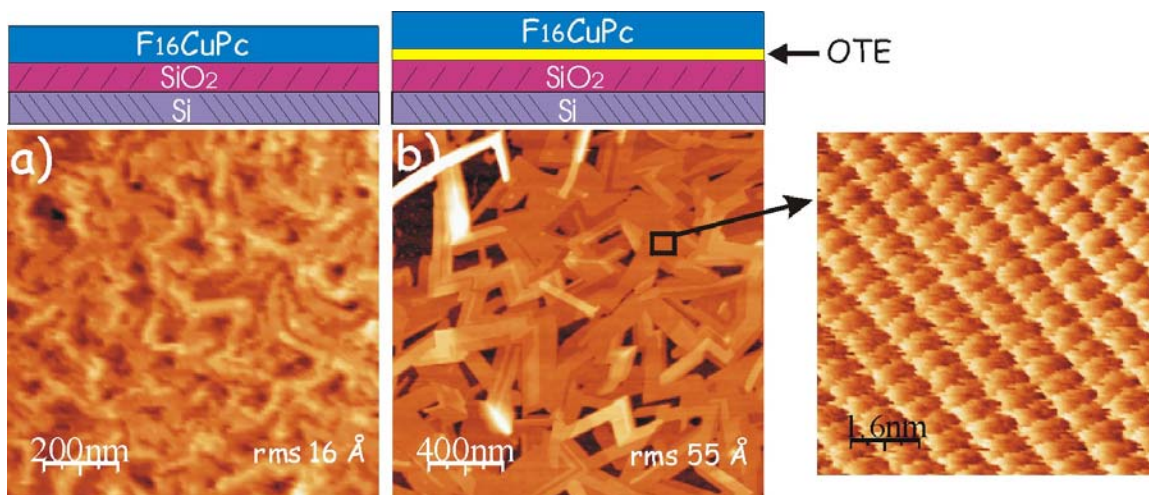 F16CuPc
SiO2
Si
F16CuPc
SiO2
Si
OTE
a)
200nm
rms 16 Å
b)
400nm
rms 55 Å
1,6nm